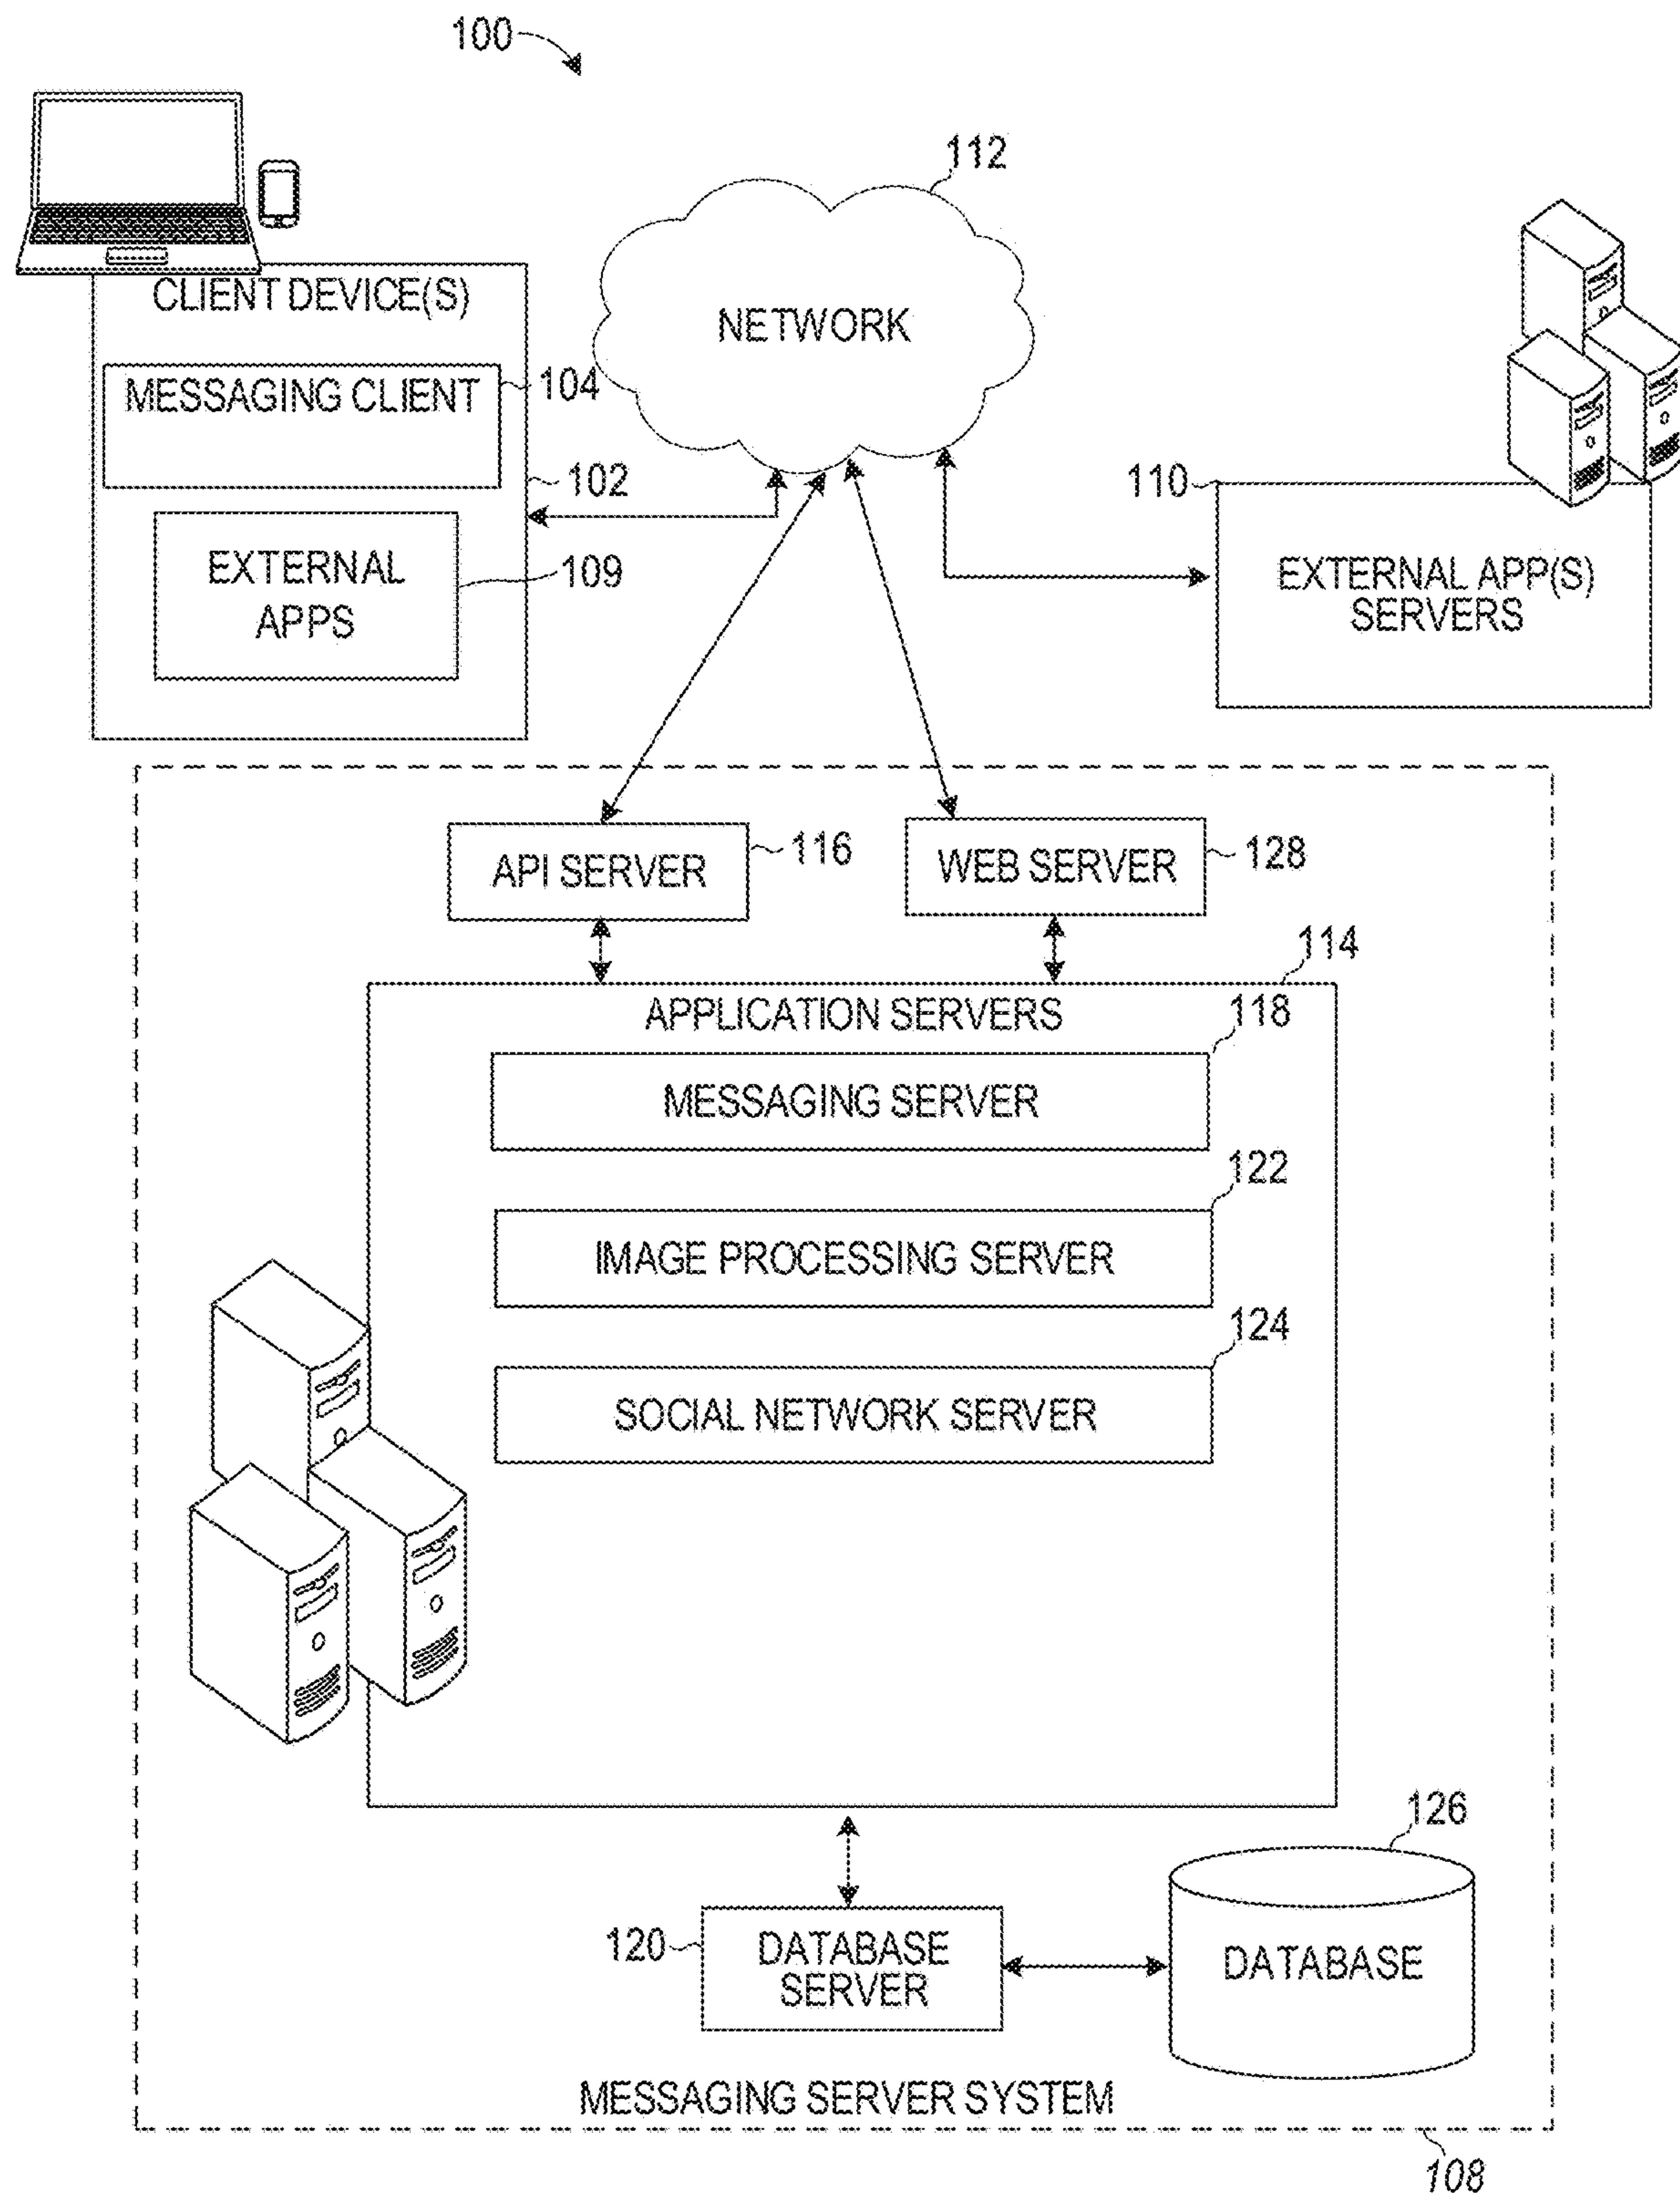 100
112
CLIENT DEVICE(S)
NETWORK
MESSAGING CLIENT
104
102
110
EXTERNAL
APPS
109
EXTERNAL APP(S)
SERVERS
API SERVER
116
WEB SERVER
128
114
APPLICATION SERVERS
118
MESSAGING SERVER
122
IMAGE PROCESSING SERVER
124
SOCIAL NETWORK SERVER
126
120
DATABASE
SERVER
DATABASE
MESSAGING SERVER SYSTEM
108